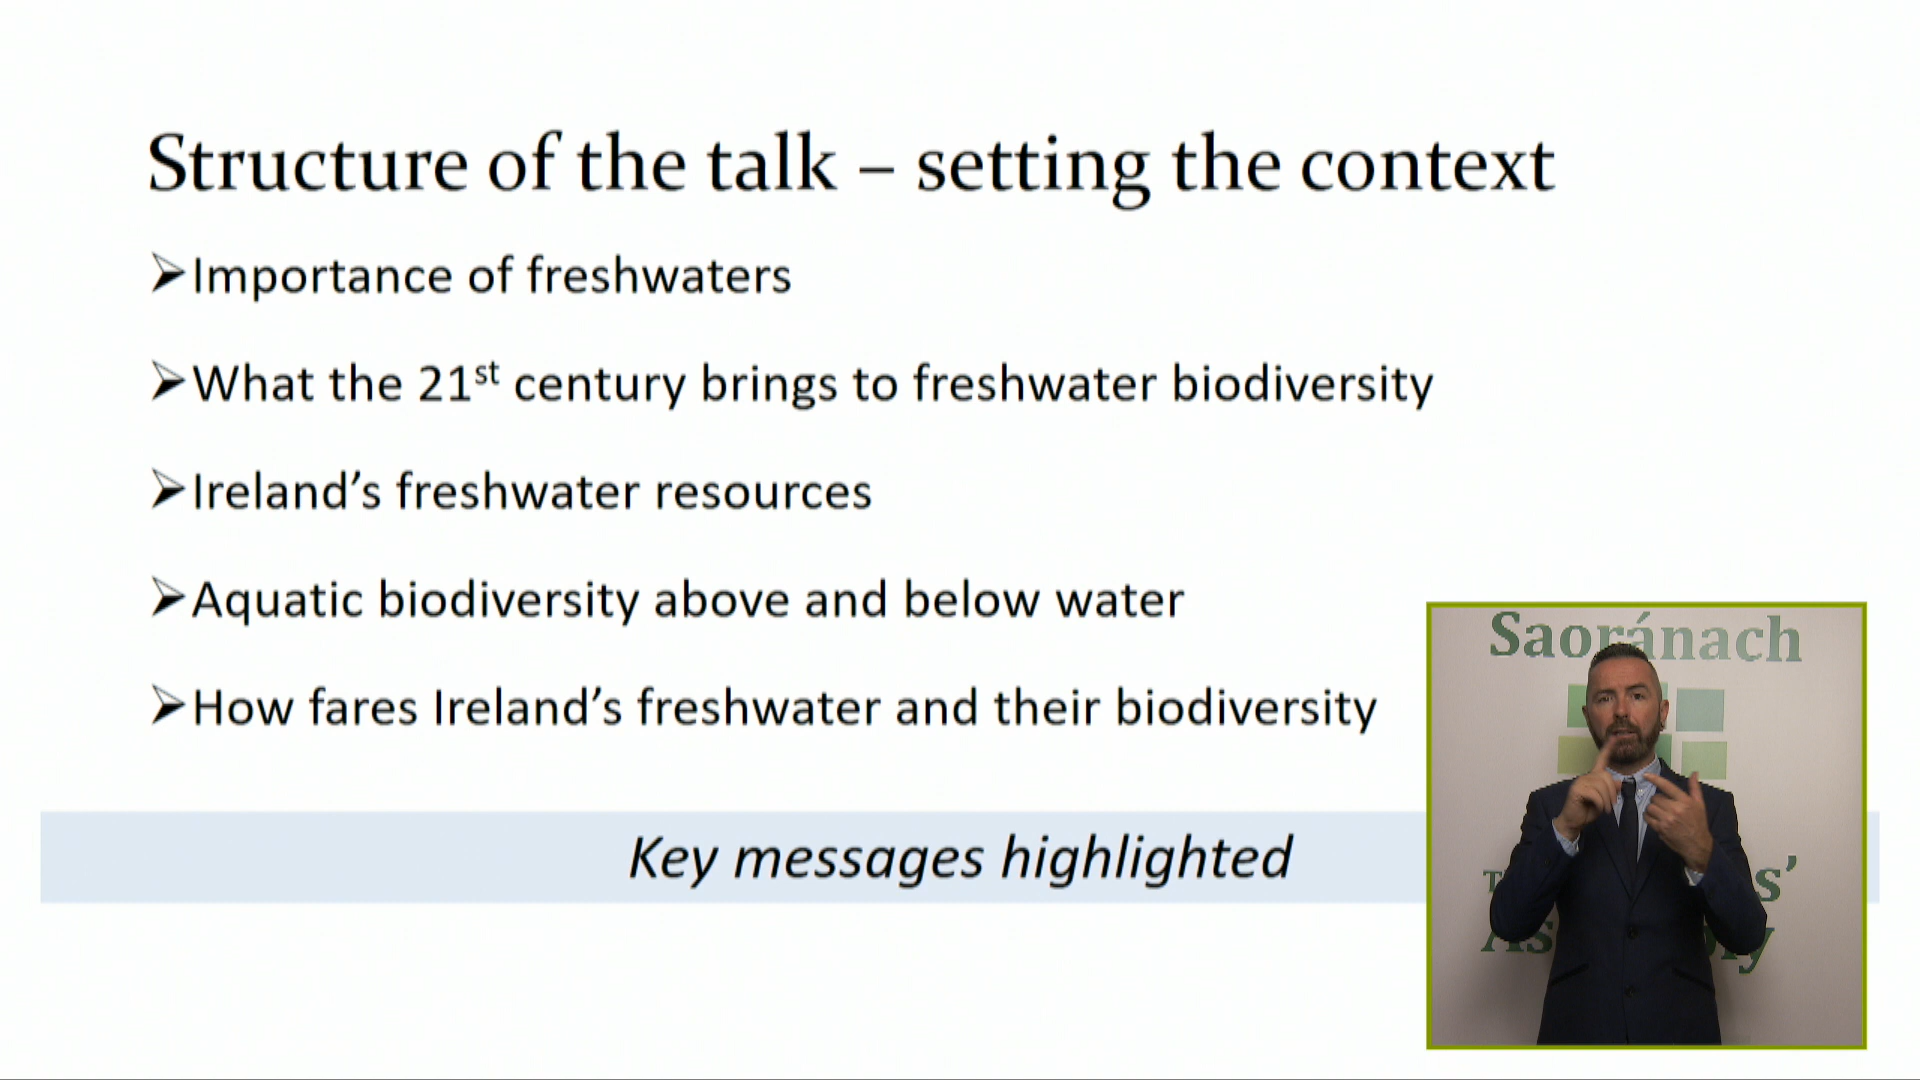 Structure of the talk – setting the context
➢Importance of freshwaters
➢What the 21st century brings to freshwater biodiversity
➢Ireland’s freshwater resources
➢Aquatic biodiversity above and below water
➢How fares Ireland’s freshwater and their biodiversity
Key messages highlighted
Saoránach